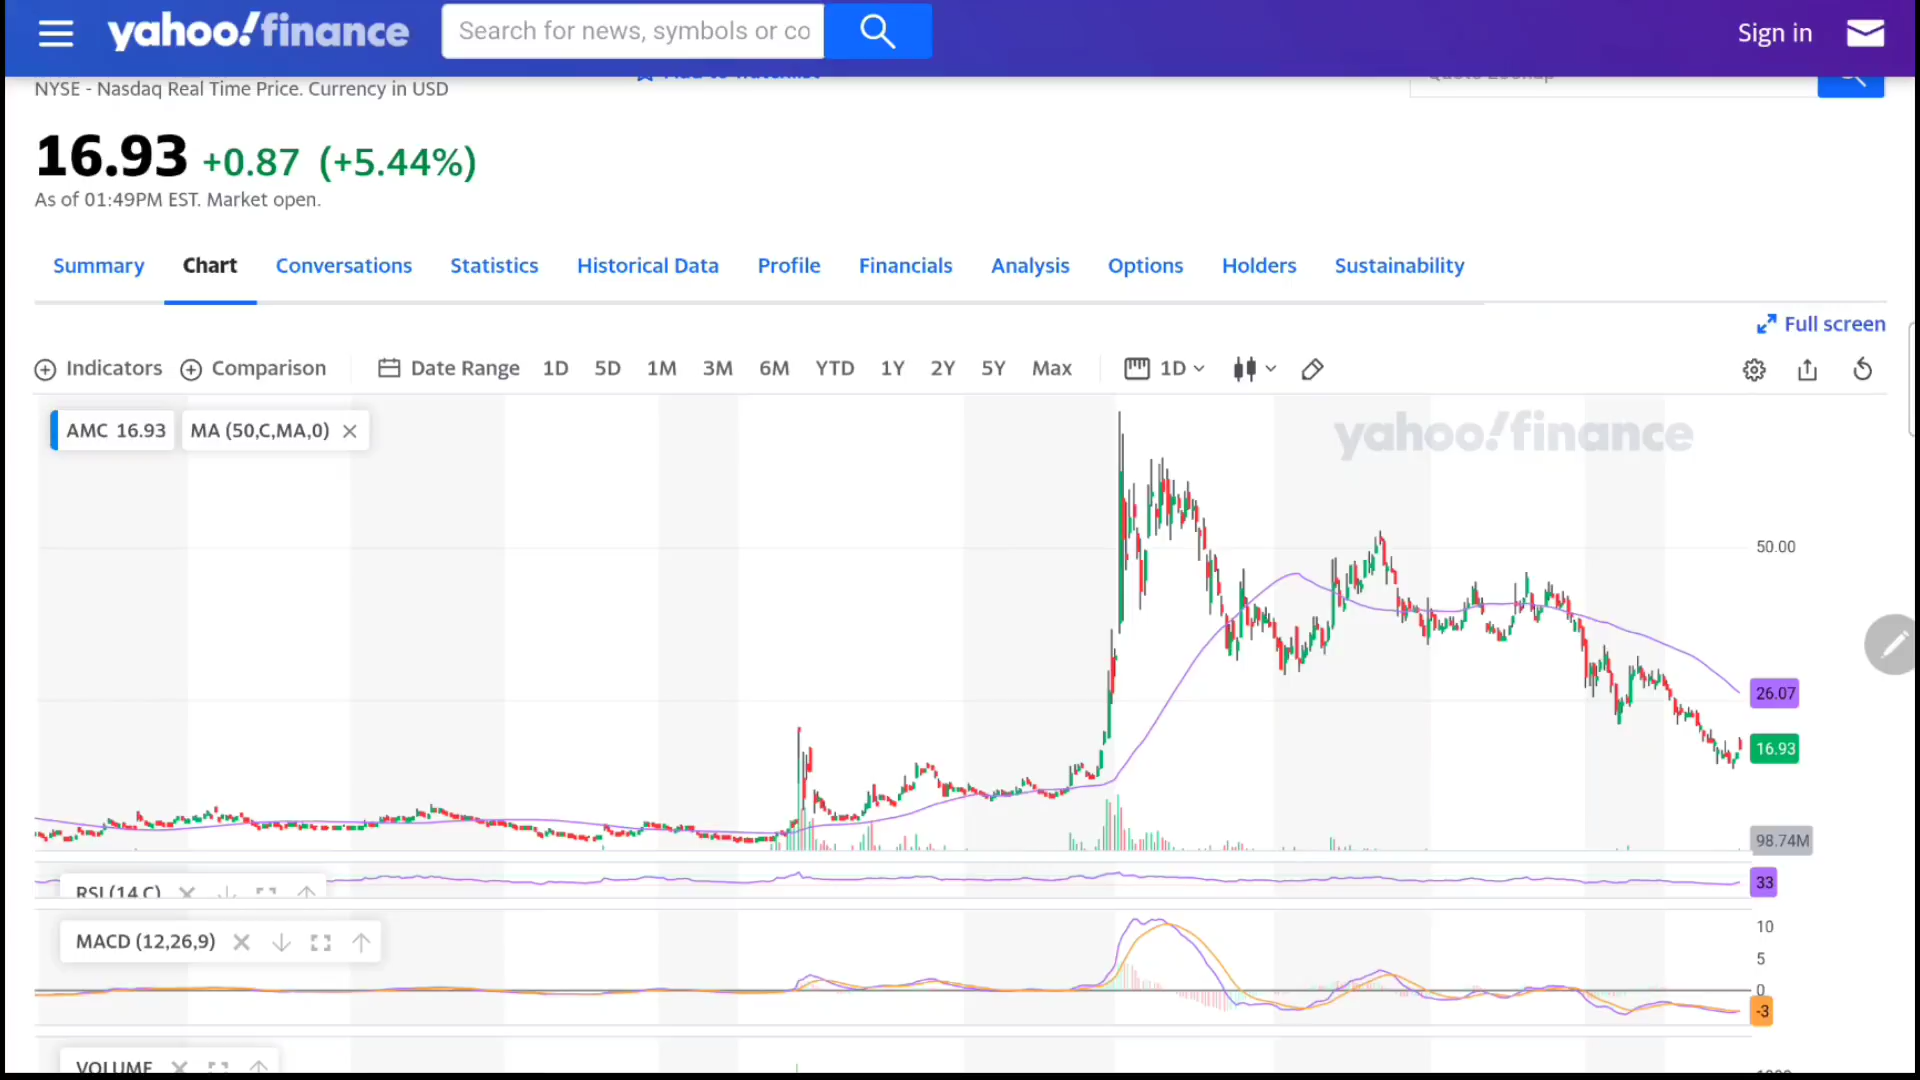 yahoo!finance
Search for news, symbols or co
Sign in
NYSE - Nasdaq Real Time Price. Currency in USD
16.93 +0.87 (+5.44%)
As of 01:49PM EST. Market open.
Summary Chart Conversations Statistics Historical Data Profile Financials Analysis Options Holders Sustainability
Full screen
Indicators Comparison Date Range 1D 5D 1M 3M 6M YTD 1Y 2Y 5Y Max 1D
AMC 16.93 MA (50,C,MA,0)
yahoo!finance
50.00
26.07
16.93
98.74M
RSI (14,C)
33
MACD (12,26,9)
10
5
0
-3
VOLUME